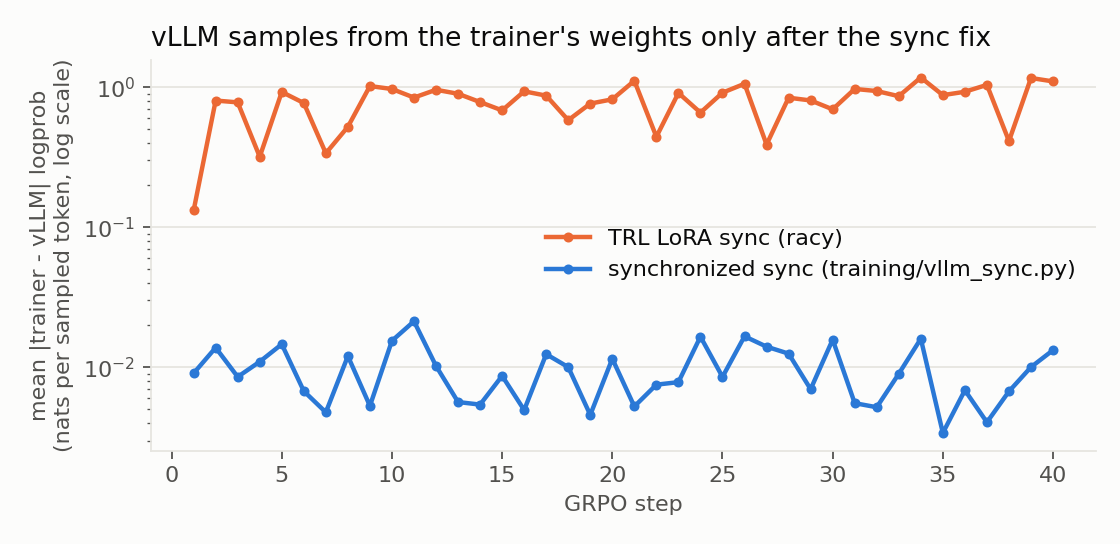 vLLM samples from the trainer's weights only after the sync fix
mean |trainer - vLLM| logprob
(nats per sampled token, log scale)
10⁰
10⁻¹
10⁻²
TRL LoRA sync (racy)
synchronized sync (training/vllm_sync.py)
0 5 10 15 20 25 30 35 40
GRPO step